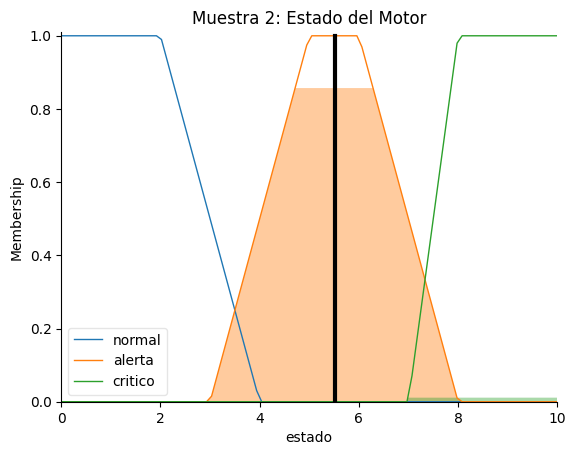 Muestra 2: Estado del Motor
Membership
1.0
0.8
0.6
0.4
0.2
0.0
normal
alerta
critico
0 2 4 6 8 10
estado